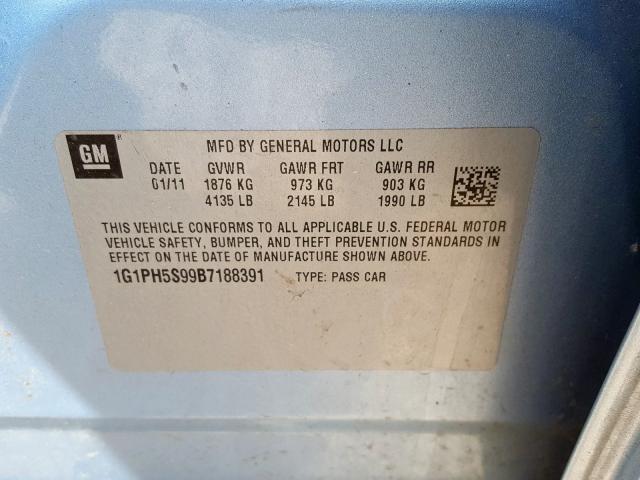 GM
MFD BY GENERAL MOTORS LLC
DATE GVWR GAWR FRT GAWR RR
01/11 1876 KG 973 KG 903 KG
4135 LB 2145 LB 1990 LB
THIS VEHICLE CONFORMS TO ALL APPLICABLE U.S. FEDERAL MOTOR
VEHICLE SAFETY, BUMPER, AND THEFT PREVENTION STANDARDS IN
EFFECT ON THE DATE OF MANUFACTURE SHOWN ABOVE.
1G1PH5S99B7188391 TYPE: PASS CAR